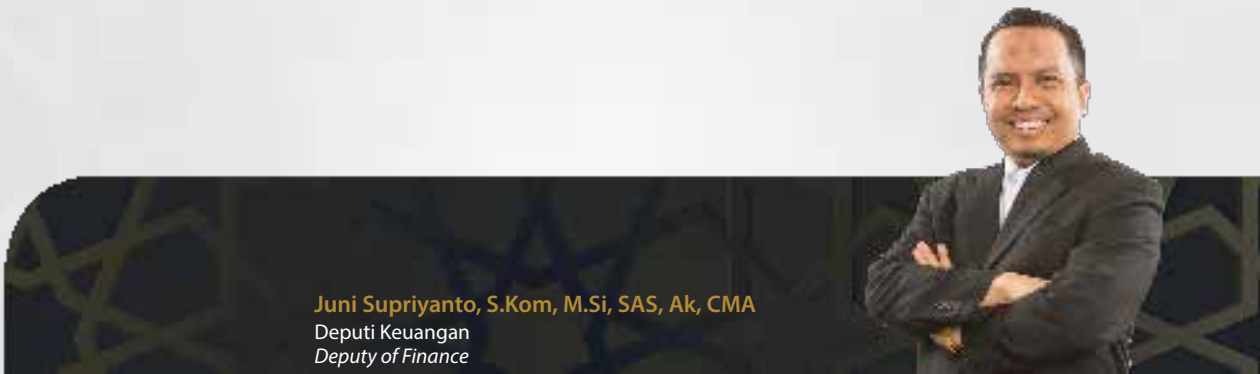 Juni Supriyanto, S.Kom, M.Si, SAS, Ak, CMA
Deputi Keuangan
Deputy of Finance